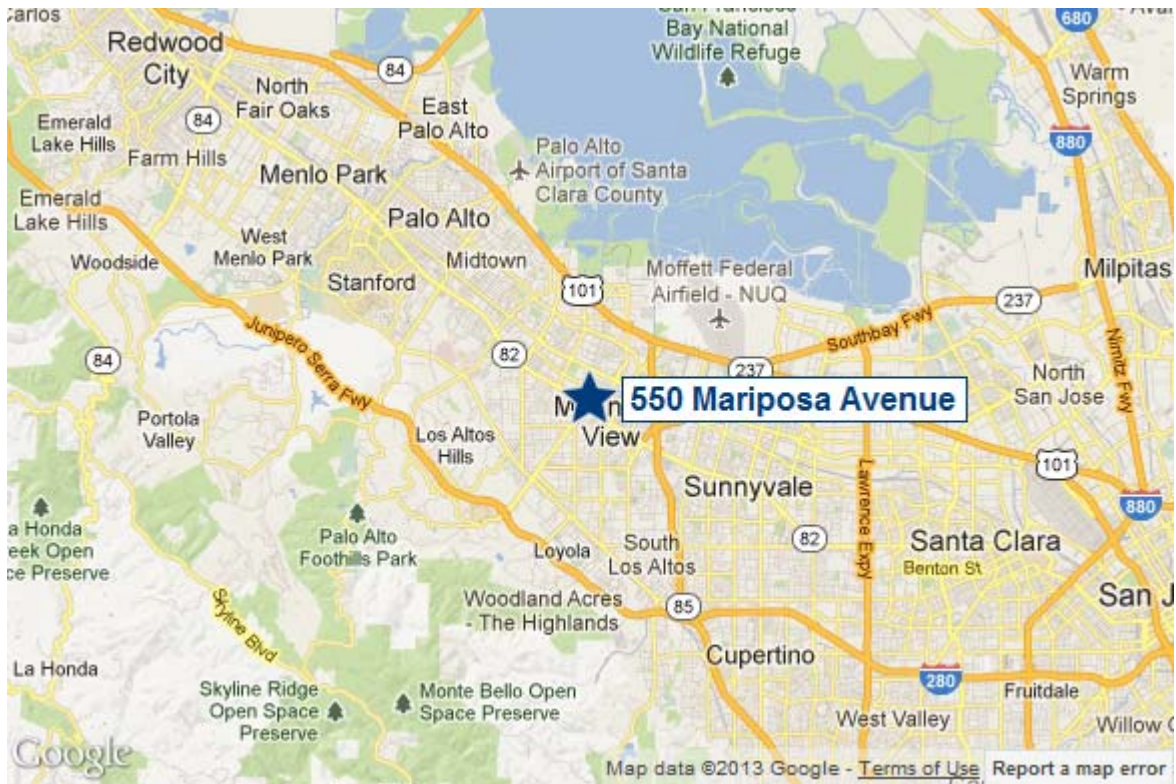 Carlos
San Francisco
Bay National
Wildlife Refuge
680
Redwood
City
84
Warm
Springs
North
Fair Oaks
East
Palo Alto
Emerald
Lake Hills
84
880
Farm Hills
Palo Alto
Airport of Santa
Clara County
Menlo Park
Emerald
Lake Hills
Palo Alto
West
Menlo Park
Midtown
Woodside
Stanford
Moffett Federal
Airfield - NUQ
Milpitas
101
237
Southbay Fwy
Junipero Serra Fwy
Nimitz Fwy
84
82
237
North
San Jose
550 Mariposa Avenue
View
Portola
Valley
Los Altos
Hills
101
Sunnyvale
Lawrence Expy
880
a Honda
eek Open
ce Preserve
Palo Alto
Foothills Park
Loyola
South
Los Altos
82
Santa Clara
Benton St
Woodland Acres
- The Highlands
85
San J
Skyline Blvd
Cupertino
La Honda
280
Skyline Ridge
Open Space
Preserve
Monte Bello Open
Space Preserve
Fruitdale
West Valley
Willow
Google
Map data ©2013 Google - Terms of Use
Report a map error